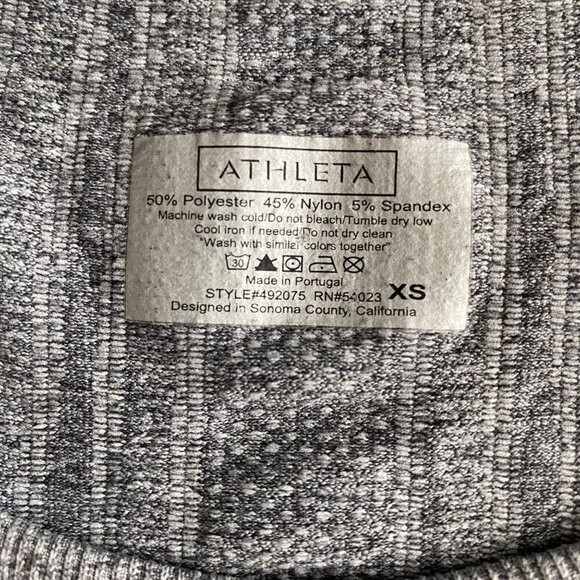 ATHLETA
50% Polyester 45% Nylon 5% Spandex
Machine wash cold/Do not bleach/Tumble dry low
Cool iron if needed/Do not dry clean
"Wash with similar colors together"
30
Made in Portugal
STYLE#492075 RN#54023 XS
Designed in Sonoma County, California